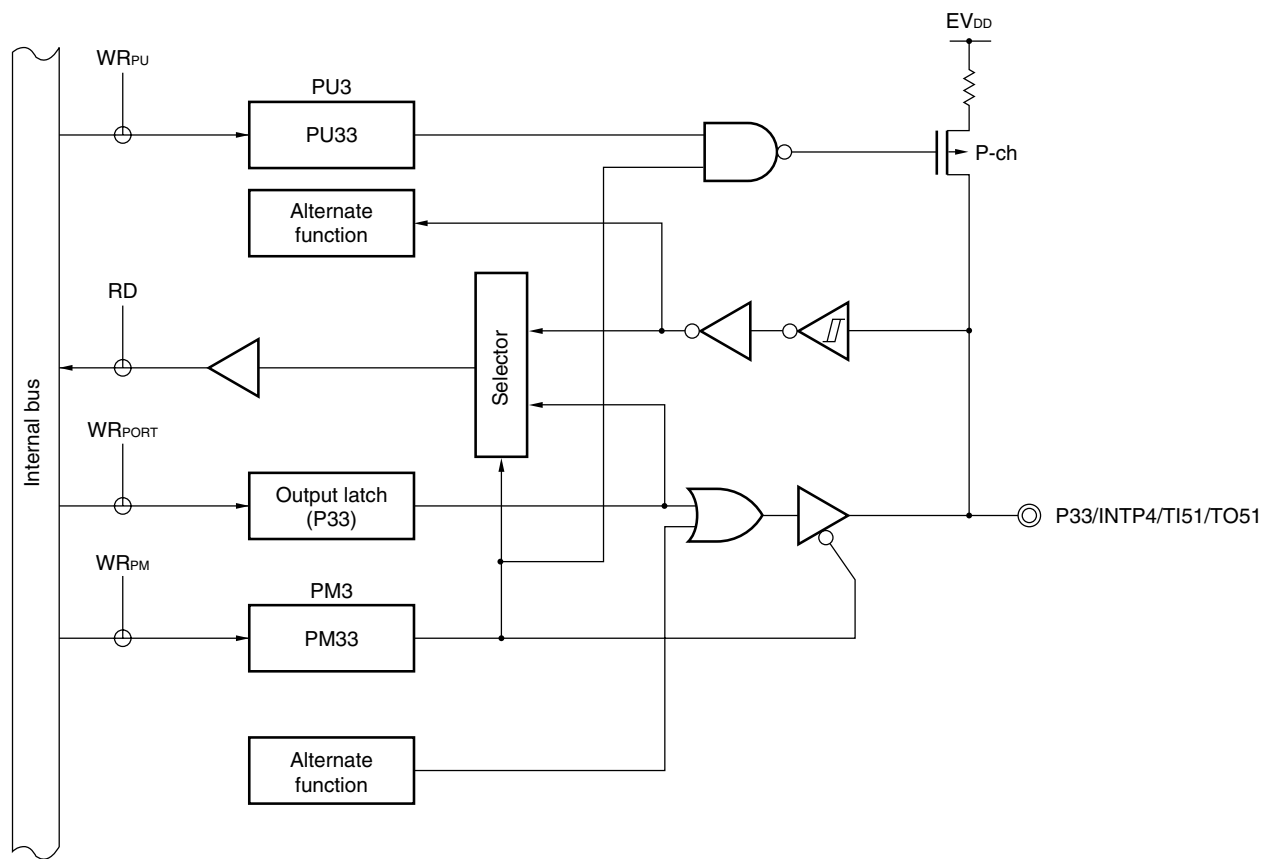 EVDD
WRPU
PU3
PU33
P-ch
Alternate
function
RD
Selector
Internal bus
WRPORT
Output latch
(P33)
P33/INTP4/TI51/TO51
WRPM
PM3
PM33
Alternate
function